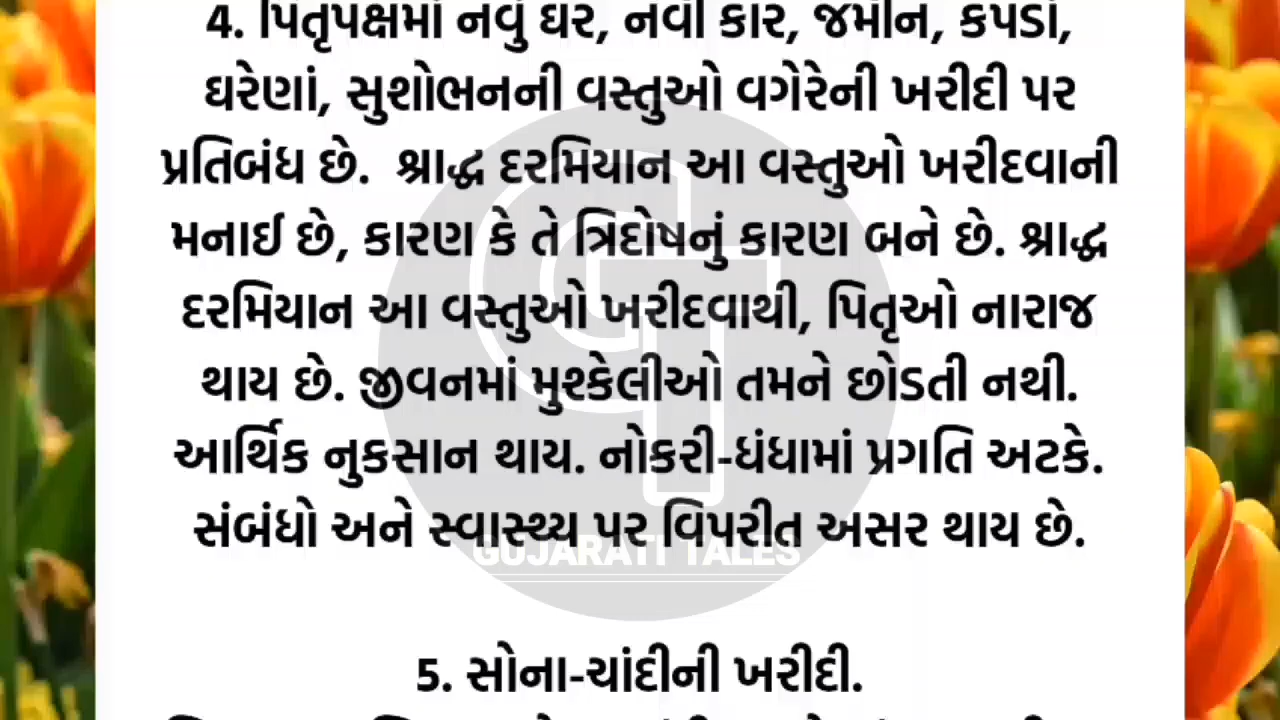 4. પિતૃપક્ષમાં નવું ઘર, નવી કાર, જમીન, કપડાં,
ઘરેણાં, સુશોભનની વસ્તુઓ વગેરેની ખરીદી પર
પ્રતિબંધ છે. શ્રાદ્ધ દરમિયાન આ વસ્તુઓ ખરીદવાની
મનાઈ છે, કારણ કે તે ત્રિદોષનું કારણ બને છે. શ્રાદ્ધ
દરમિયાન આ વસ્તુઓ ખરીદવાથી, પિતૃઓ નારાજ
થાય છે. જીવનમાં મુશ્કેલીઓ તમને છોડતી નથી.
આર્થિક નુકસાન થાય. નોકરી-ધંધામાં પ્રગતિ અટકે.
સંબંધો અને સ્વાસ્થ્ય પર વિપરીત અસર થાય છે.
GUJARATI TALES
5. સોના-ચાંદીની ખરીદી.